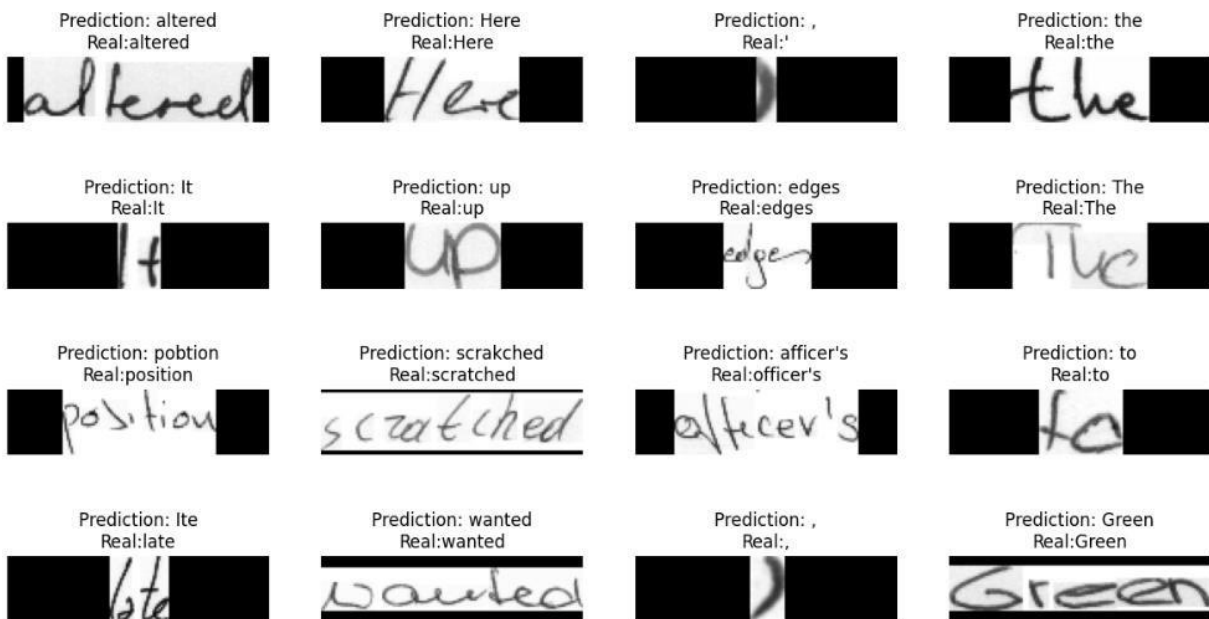 Prediction: altered
Real:altered
altered
Prediction: Here
Real:Here
Here
Prediction: ,
Real:'
)
Prediction: the
Real:the
the
Prediction: It
Real:It
It
Prediction: up
Real:up
up
Prediction: edges
Real:edges
edges
Prediction: The
Real:The
The
Prediction: pobtion
Real:position
position
Prediction: scrakched
Real:scratched
scratched
Prediction: afficer's
Real:officer's
officer's
Prediction: to
Real:to
to
Prediction: Ite
Real:late
late
Prediction: wanted
Real:wanted
wanted
Prediction: ,
Real:,
)
Prediction: Green
Real:Green
Green